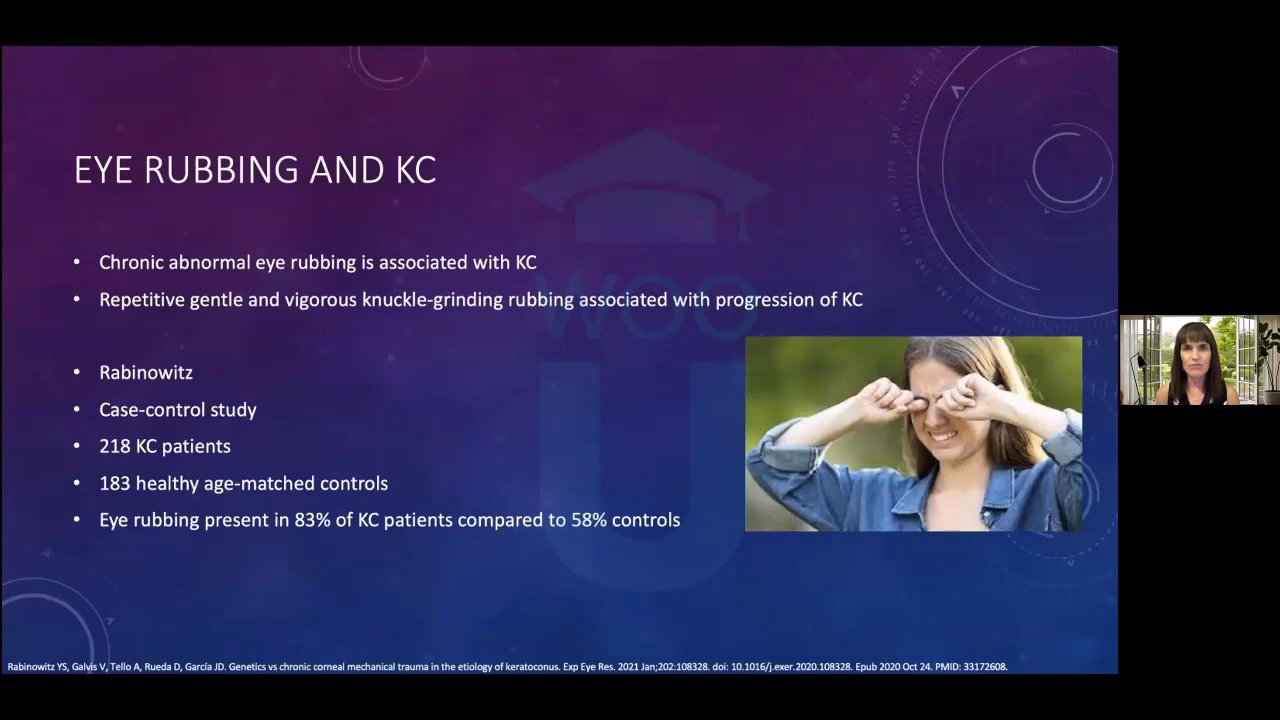 EYE RUBBING AND KC
• Chronic abnormal eye rubbing is associated with KC
• Repetitive gentle and vigorous knuckle-grinding rubbing associated with progression of KC
• Rabinowitz
• Case-control study
• 218 KC patients
• 183 healthy age-matched controls
• Eye rubbing present in 83% of KC patients compared to 58% controls
WOO
U
Rabinowitz YS, Galvis V, Tello A, Rueda D, García JD. Genetics vs chronic corneal mechanical trauma in the etiology of keratoconus. Exp Eye Res. 2021 Jan;202:108328. doi: 10.1016/j.exer.2020.108328. Epub 2020 Oct 24. PMID: 33172608.